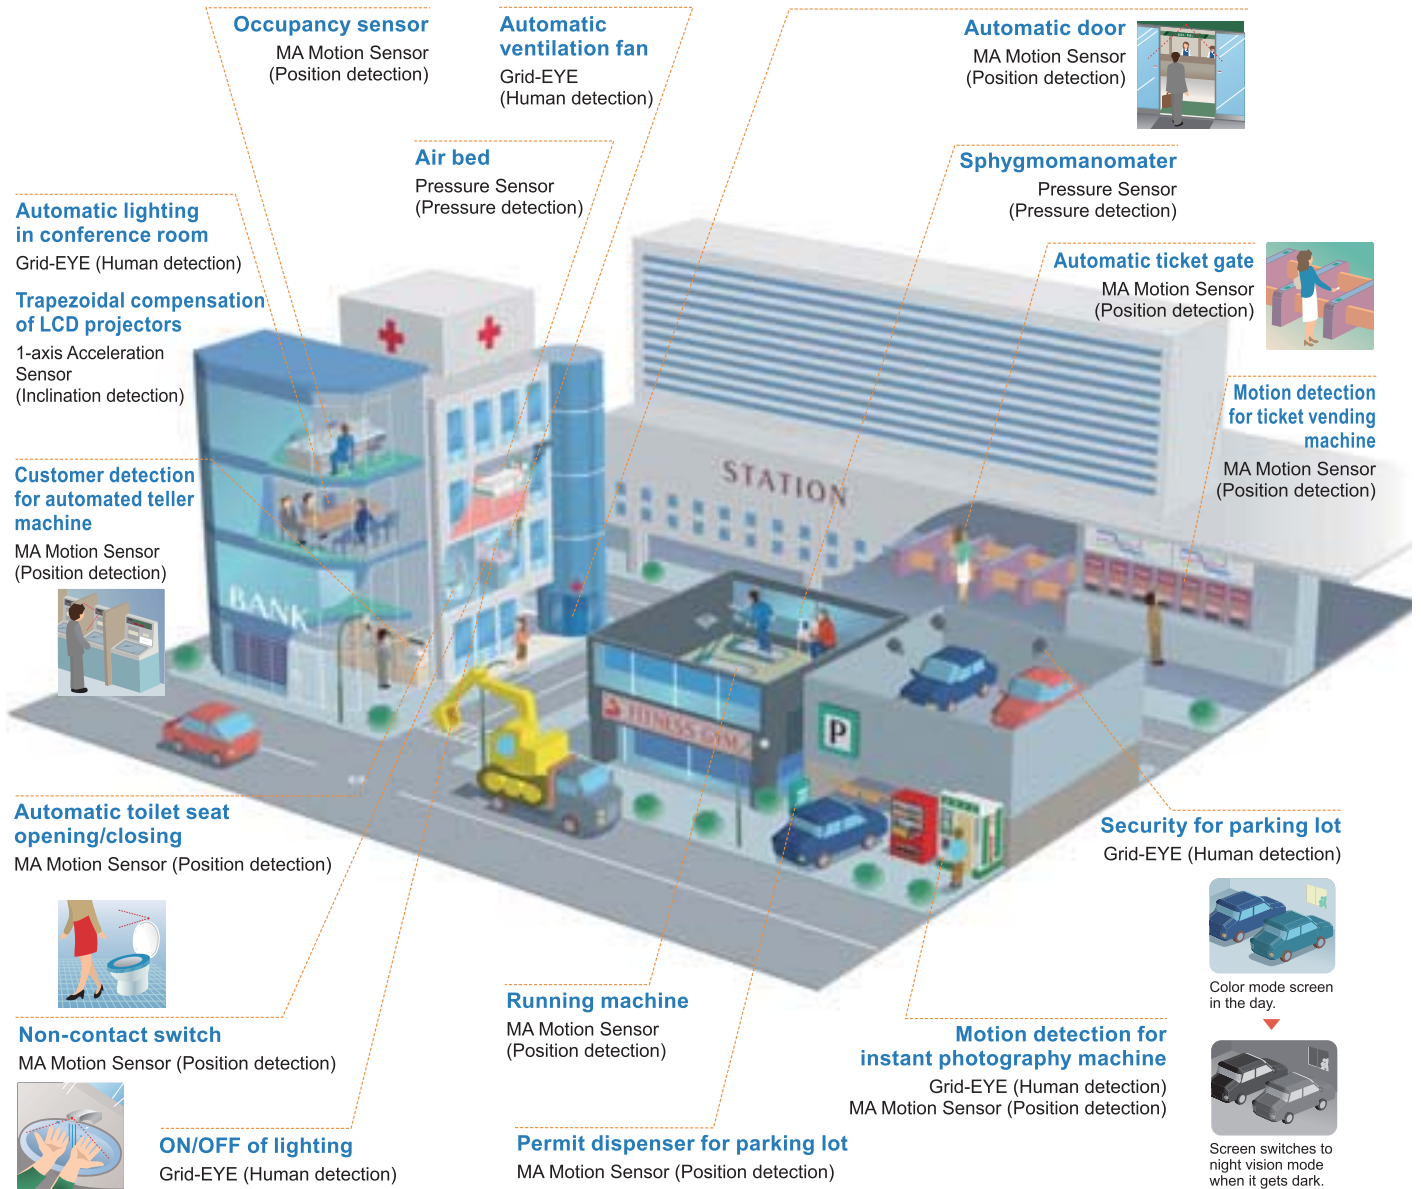 Occupancy sensor
MA Motion Sensor
(Position detection)
Automatic
ventilation fan
Grid-EYE
(Human detection)
Automatic door
MA Motion Sensor
(Position detection)
Air bed
Pressure Sensor
(Pressure detection)
Sphygmomanomater
Pressure Sensor
(Pressure detection)
Automatic lighting
in conference room
Grid-EYE (Human detection)
Trapezoidal compensation
of LCD projectors
1-axis Acceleration
Sensor
(Inclination detection)
Automatic ticket gate
MA Motion Sensor
(Position detection)
Motion detection
for ticket vending
machine
MA Motion Sensor
(Position detection)
Customer detection
for automated teller
machine
MA Motion Sensor
(Position detection)
STATION
BANK
FITNESS GYM
P
Automatic toilet seat
opening/closing
MA Motion Sensor (Position detection)
Security for parking lot
Grid-EYE (Human detection)
Color mode screen
in the day.
Screen switches to
night vision mode
when it gets dark.
Non-contact switch
MA Motion Sensor (Position detection)
Running machine
MA Motion Sensor
(Position detection)
Motion detection for
instant photography machine
Grid-EYE (Human detection)
MA Motion Sensor (Position detection)
ON/OFF of lighting
Grid-EYE (Human detection)
Permit dispenser for parking lot
MA Motion Sensor (Position detection)